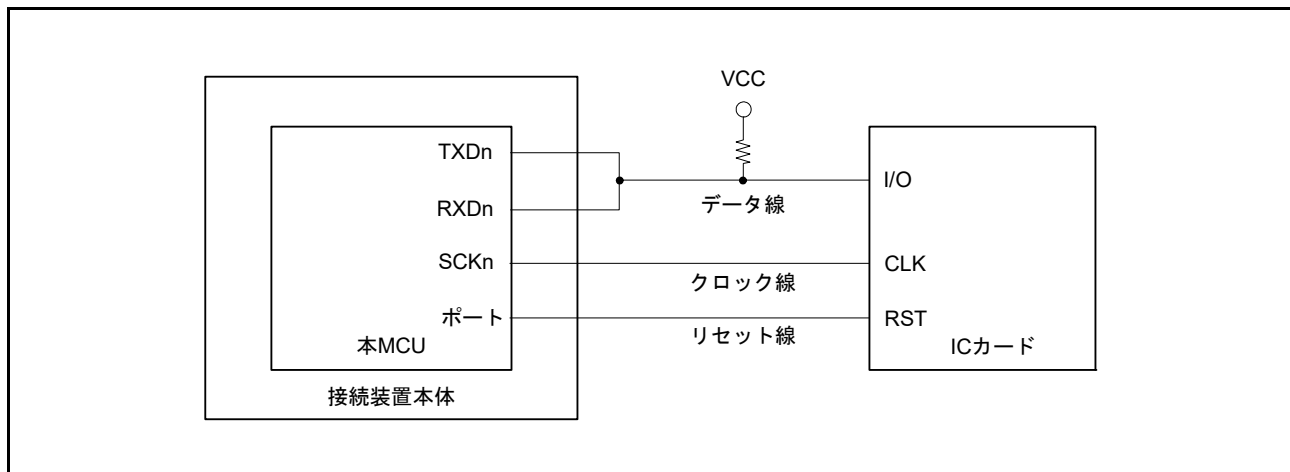 VCC
TXDn
RXDn
SCKn
ポート
本MCU
接続装置本体
データ線
クロック線
リセット線
I/O
CLK
RST
ICカード